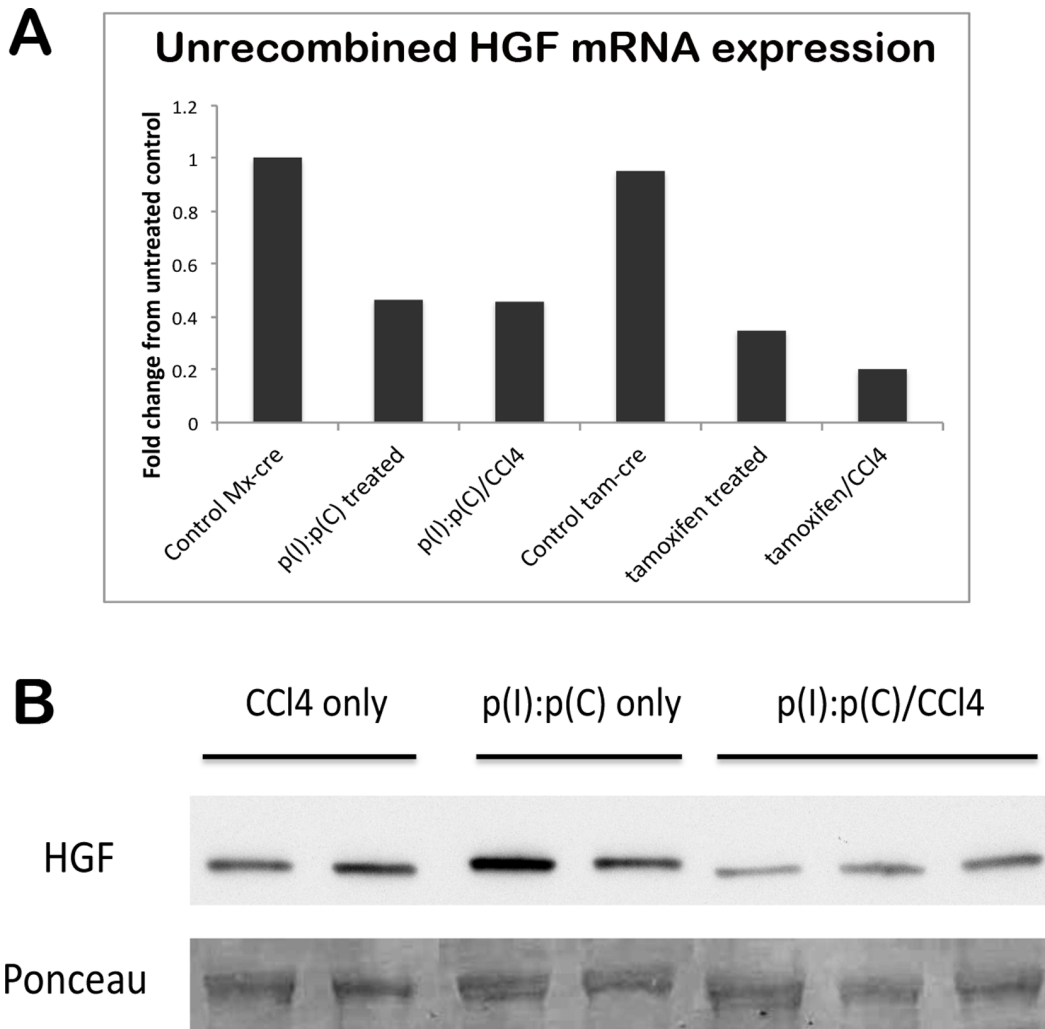 A
Unrecombined HGF mRNA expression
Fold change from untreated control
1.2
1
0.8
0.6
0.4
0.2
0
Control Mx-cre
p(I):p(C) treated
p(I):p(C)/CCl4
Control tam-cre
tamoxifen treated
tamoxifen/CCl4
B
CCl4 only
p(I):p(C) only
p(I):p(C)/CCl4
HGF
Ponceau